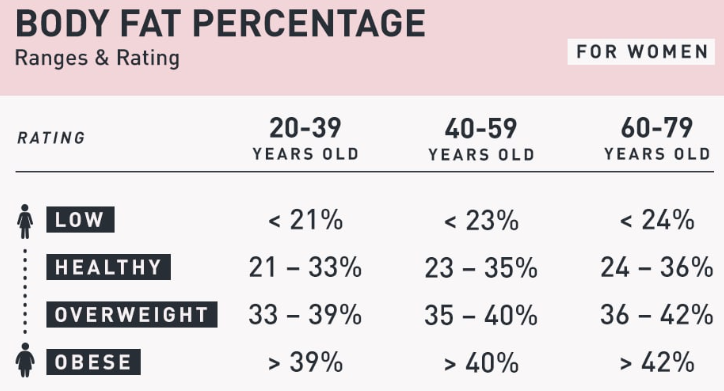 BODY FAT PERCENTAGE
Ranges & Rating
FOR WOMEN
RATING 20-39 40-59 60-79
YEARS OLD YEARS OLD YEARS OLD
LOW < 21% < 23% < 24%
HEALTHY 21 – 33% 23 – 35% 24 – 36%
OVERWEIGHT 33 – 39% 35 – 40% 36 – 42%
OBESE > 39% > 40% > 42%